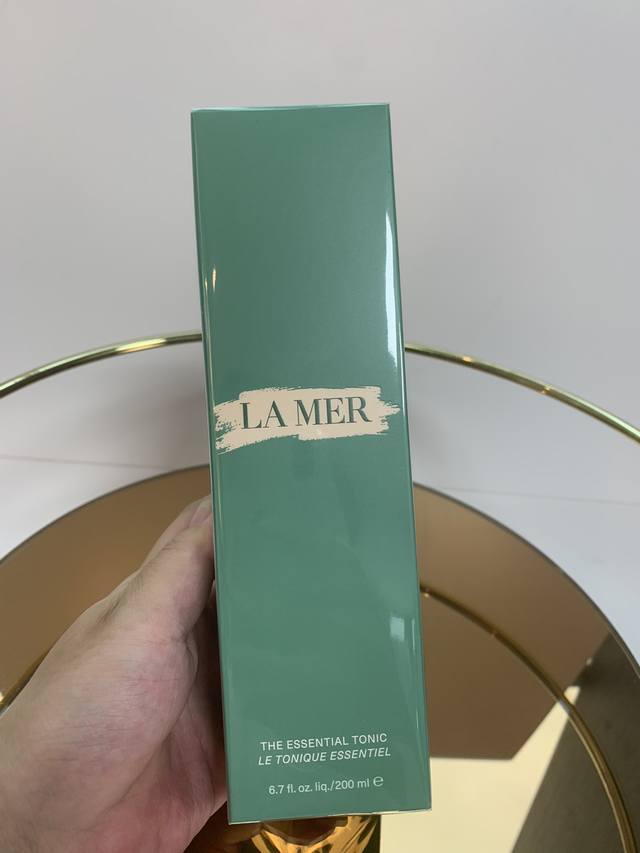 LA MER
THE ESSENTIAL TONIC
LE TONIQUE ESSENTIEL
6.7 fl. oz. liq./200 ml ℮